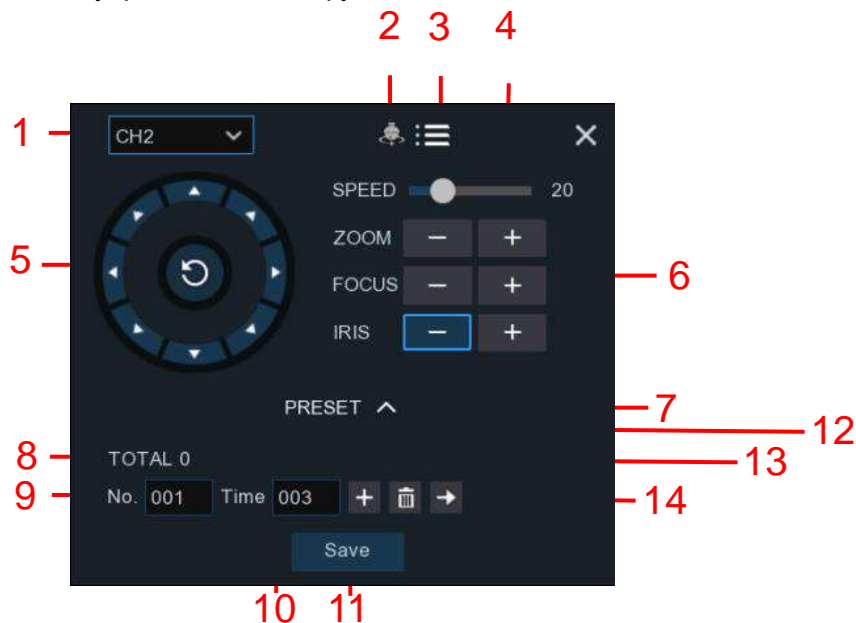 2 3 4
1 CH2
SPEED 20
ZOOM - +
5 FOCUS - + 6
IRIS - +
PRESET 7
12
8 TOTAL 0 13
9 No. 001 Time 003 + 14
Save
10 11